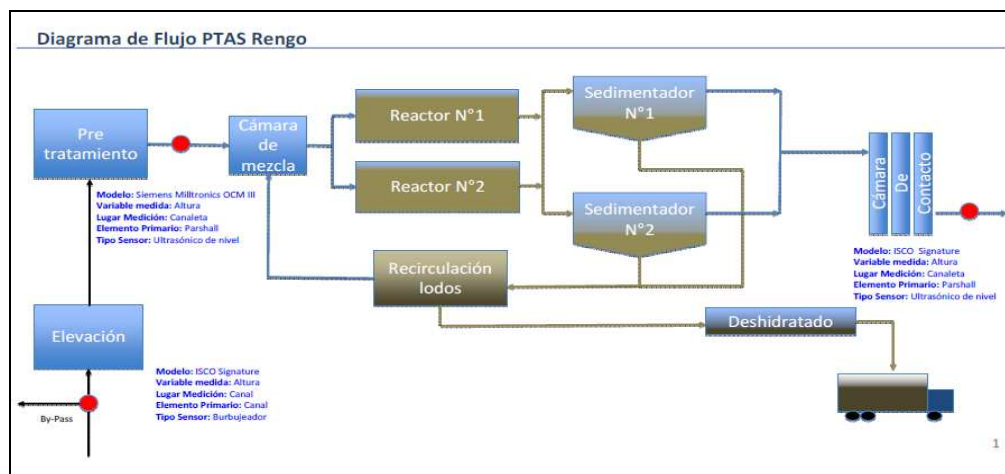 Diagrama de Flujo PTAS Rengo
Pre
tratamiento
Cámara
de
mezcla
Reactor N°1
Reactor N°2
Sedimentador
N°1
Sedimentador
N°2
Cámara
De
Contacto
Modelo: Siemens Milltronics OCM III
Variable medida: Altura
Lugar Medición: Canaleta
Elemento Primario: Parshall
Tipo Sensor: Ultrasónico de nivel
Modelo: ISCO Signature
Variable medida: Altura
Lugar Medición: Canaleta
Elemento Primario: Parshall
Tipo Sensor: Ultrasónico de nivel
Recirculación
lodos
Deshidratado
Elevación
Modelo: ISCO Signature
Variable medida: Altura
Lugar Medición: Canal
Elemento Primario: Canal
Tipo Sensor: Burbujeador
By-Pass
1